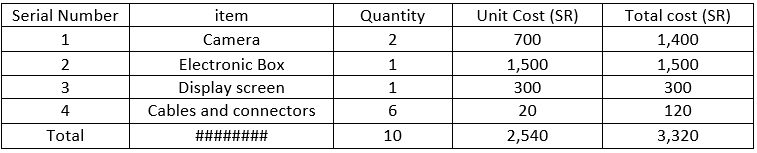 Serial Number item Quantity Unit Cost (SR) Total cost (SR)
1 Camera 2 700 1,400
2 Electronic Box 1 1,500 1,500
3 Display screen 1 300 300
4 Cables and connectors 6 20 120
Total ######## 10 2,540 3,320